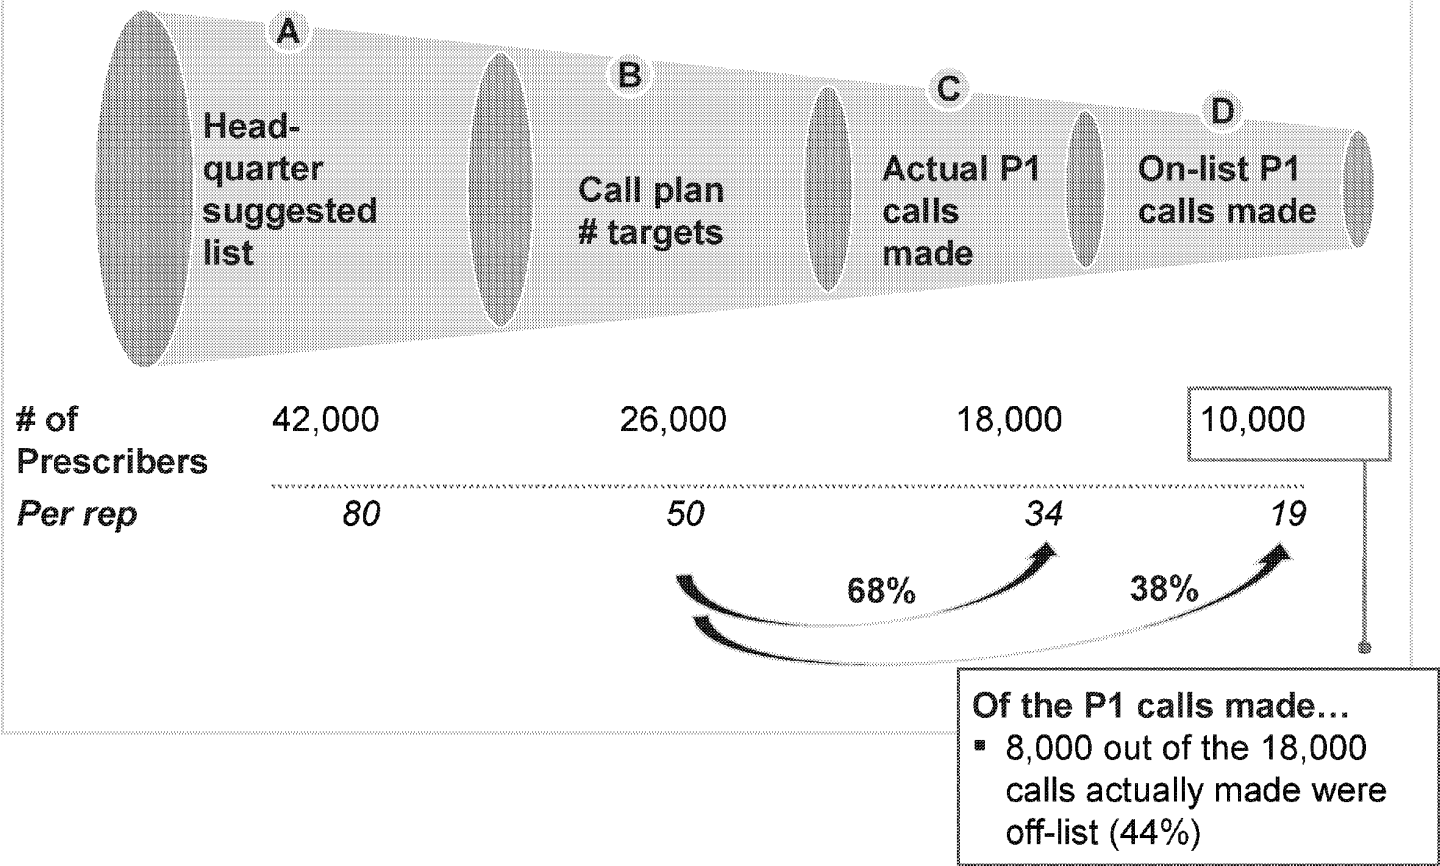 A
B
C
D
Head-
quarter
suggested
list
Call plan
# targets
Actual P1
calls
made
On-list P1
calls made
# of
Prescribers
42,000 26,000 18,000 10,000
Per rep 80 50 34 19
68% 38%
Of the P1 calls made...
▪ 8,000 out of the 18,000
calls actually made were
off-list (44%)